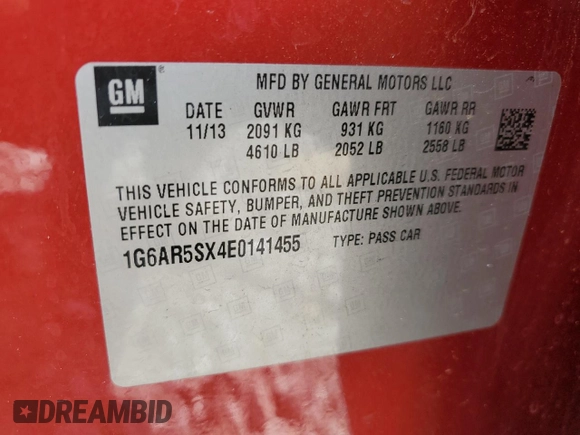 GM
MFD BY GENERAL MOTORS LLC
DATE GVWR GAWR FRT GAWR RR
11/13 2091 KG 931 KG 1160 KG
4610 LB 2052 LB 2558 LB
THIS VEHICLE CONFORMS TO ALL APPLICABLE U.S. FEDERAL MOTOR
VEHICLE SAFETY, BUMPER, AND THEFT PREVENTION STANDARDS IN
EFFECT ON THE DATE OF MANUFACTURE SHOWN ABOVE.
1G6AR5SX4E0141455 TYPE: PASS CAR
DREAMBID